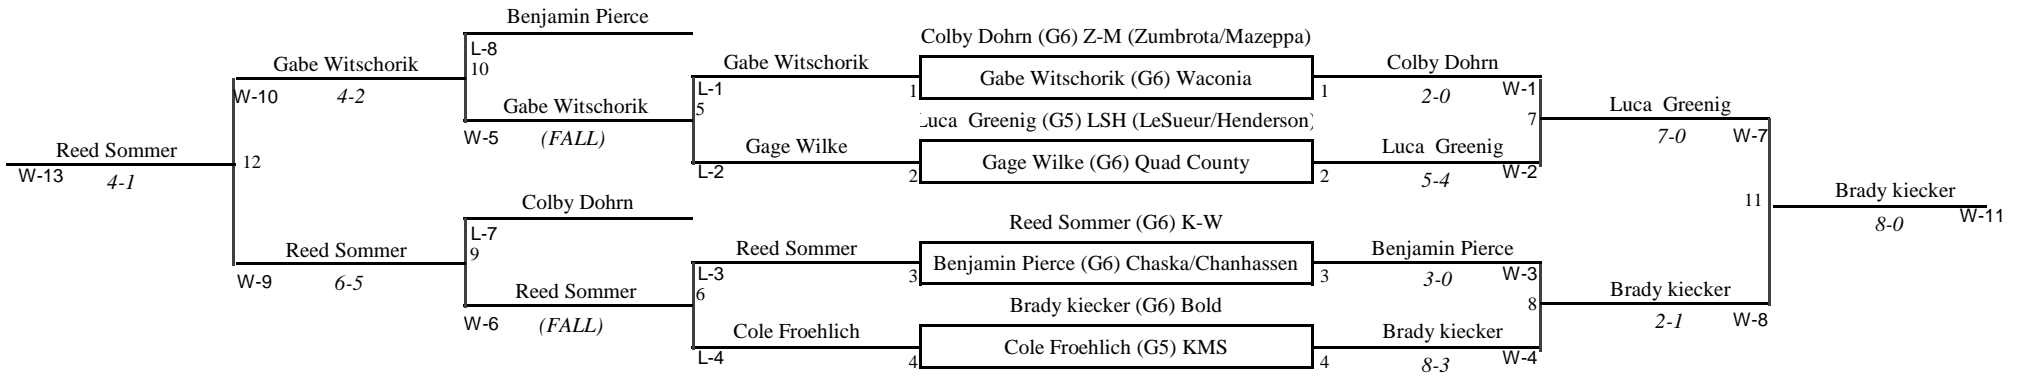 Benjamin Pierce
Colby Dohrn (G6) Z-M (Zumbrota/Mazeppa)
L-8
Gabe Witschorik
10
Gabe Witschorik
Gabe Witschorik (G6) Waconia
Colby Dohrn
W-10
4-2
L-1
1
1
2-0
W-1
Gabe Witschorik
5
Luca  Greenig
Luca  Greenig (G5) LSH (LeSueur/Henderson)
7
W-5
(FALL)
7-0
W-7
Reed Sommer
12
Gage Wilke
Gage Wilke (G6) Quad County
Luca  Greenig
W-13
4-1
L-2
2
2
5-4
W-2
Colby Dohrn
11
Brady kiecker
L-7
Reed Sommer (G6) K-W
8-0
W-11
Reed Sommer
9
Reed Sommer
Benjamin Pierce (G6) Chaska/Chanhassen
Benjamin Pierce
W-9
6-5
L-3
3
3
3-0
W-3
Reed Sommer
6
Brady kiecker (G6) Bold
8
Brady kiecker
W-6
(FALL)
2-1
W-8
Cole Froehlich
Cole Froehlich (G5) KMS
Brady kiecker
L-4
4
4
8-3
W-4